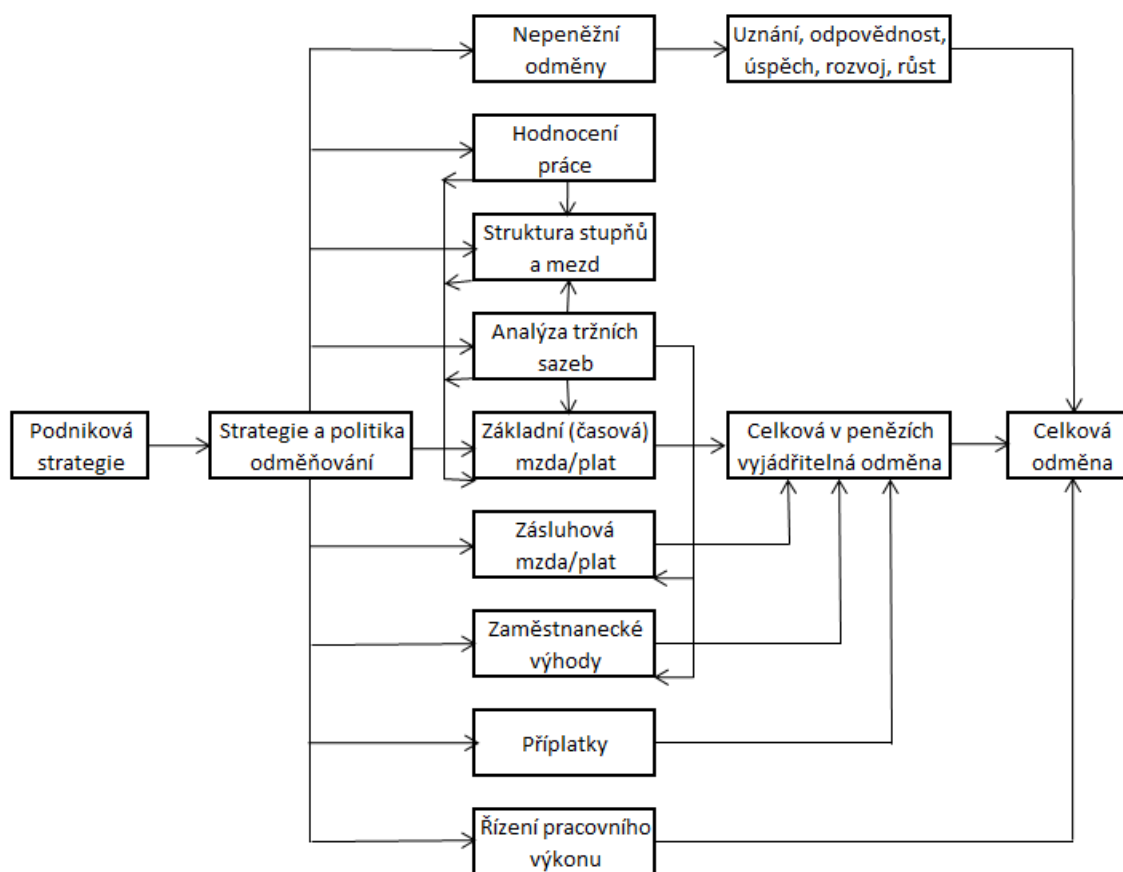 Nepeněžní
odměny
Uznání, odpovědnost,
úspěch, rozvoj, růst
Hodnocení
práce
Struktura stupňů
a mezd
Analýza tržních
sazeb
Podniková
strategie
Strategie a politika
odměňování
Základní (časová)
mzda/plat
Celková v penězích
vyjádřitelná odměna
Celková
odměna
Zásluhová
mzda/plat
Zaměstnanecké
výhody
Příplatky
Řízení pracovního
výkonu